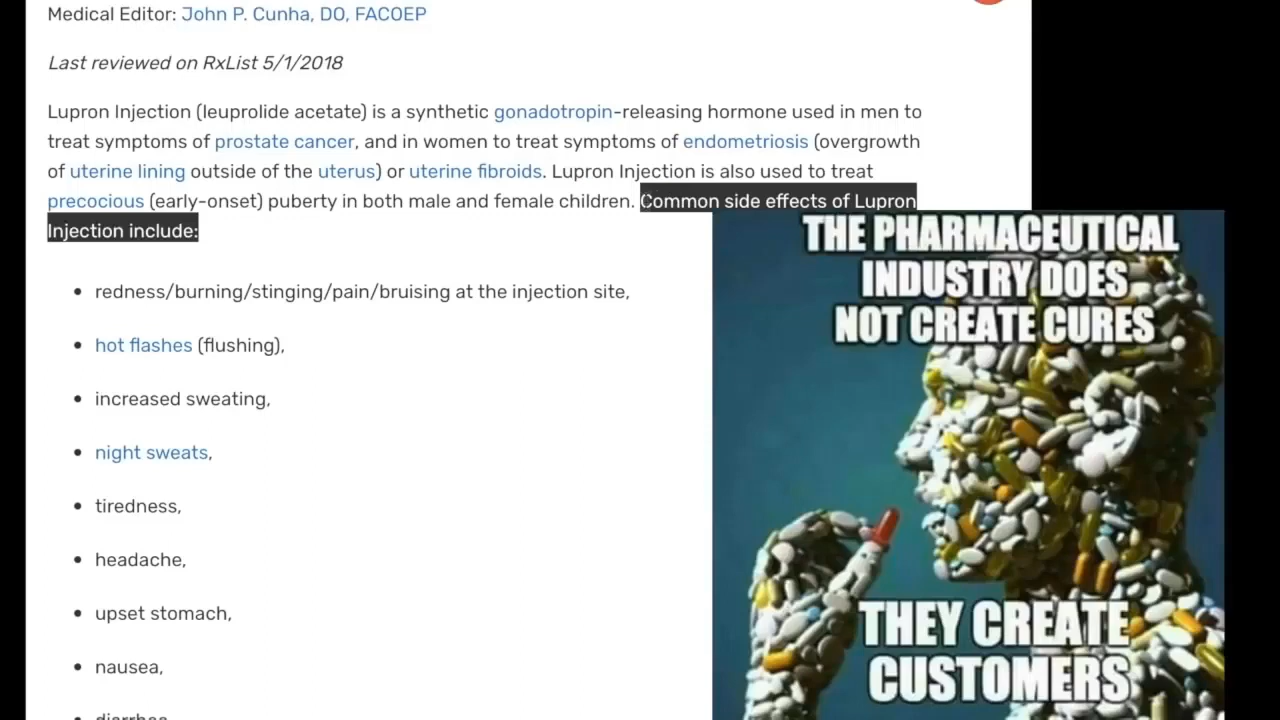 Medical Editor: John P. Cunha, DO, FACOEP
Last reviewed on RxList 5/1/2018
Lupron Injection (leuprolide acetate) is a synthetic gonadotropin-releasing hormone used in men to
treat symptoms of prostate cancer, and in women to treat symptoms of endometriosis (overgrowth
of uterine lining outside of the uterus) or uterine fibroids. Lupron Injection is also used to treat
precocious (early-onset) puberty in both male and female children. Common side effects of Lupron
Injection include:
• redness/burning/stinging/pain/bruising at the injection site,
• hot flashes (flushing),
• increased sweating,
• night sweats,
• tiredness,
• headache,
• upset stomach,
• nausea,
THE PHARMACEUTICAL
INDUSTRY DOES
NOT CREATE CURES
THEY CREATE
CUSTOMERS